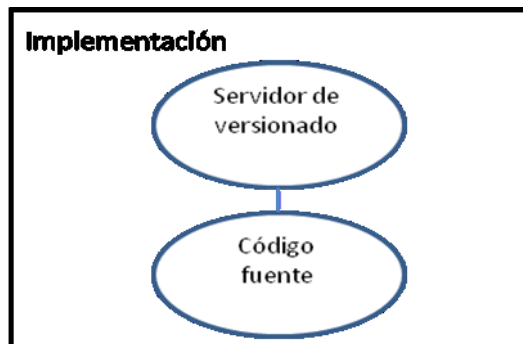 Implementación
Servidor de
versionado
Código
fuente